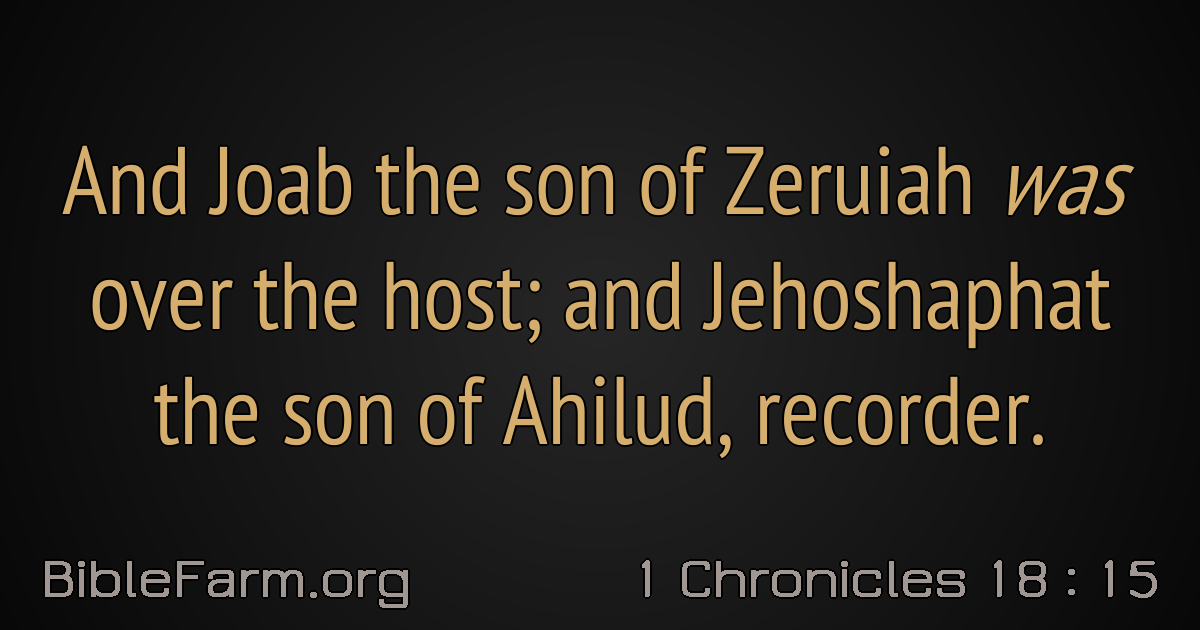 And Joab the son of Zeruiah was
over the host; and Jehoshaphat
the son of Ahilud, recorder.
BibleFarm.org
1 Chronicles 18 : 15